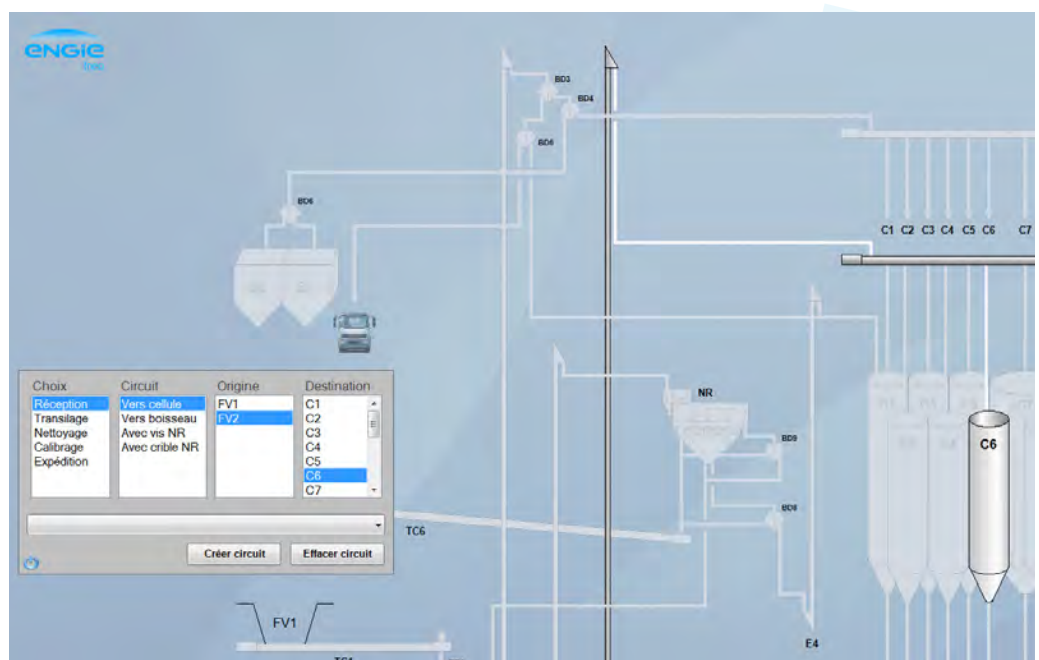 ENGIE
BD3
BD4
BD6
C1 C2 C3 C4 C5 C6 C7
Choix Circuit Origine Destination
Réception Vers cellule FV1 C1
Transilage Vers boisseau FV2 C2
Nettoyage Avec vis NR C3
Calibrage Avec crible NR C4
Expédition C5
C6
C7
NR
C6
BD9
BD8
TC6
Créer circuit Effacer circuit
FV1
E4